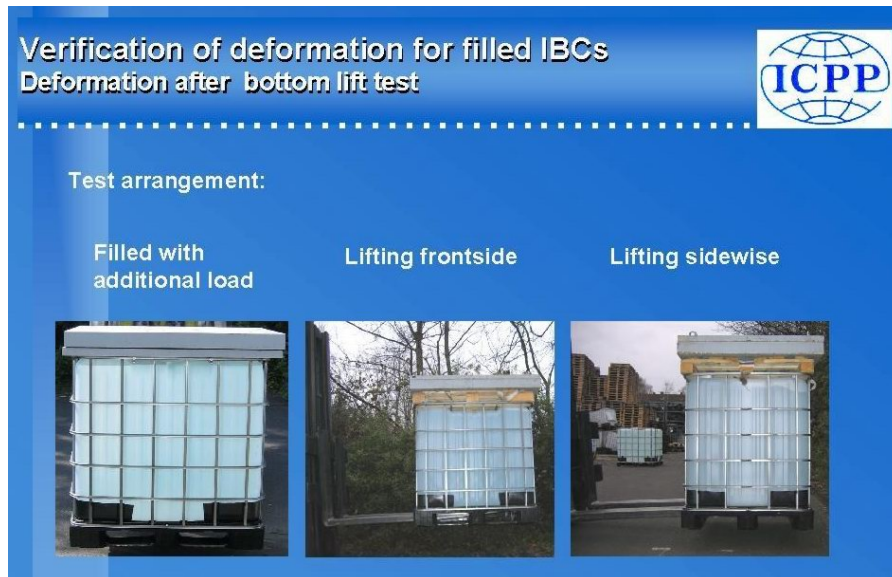 Verification of deformation for filled IBCs
Deformation after bottom lift test
ICPP
Test arrangement:
Filled with
additional load
Lifting frontside
Lifting sidewise